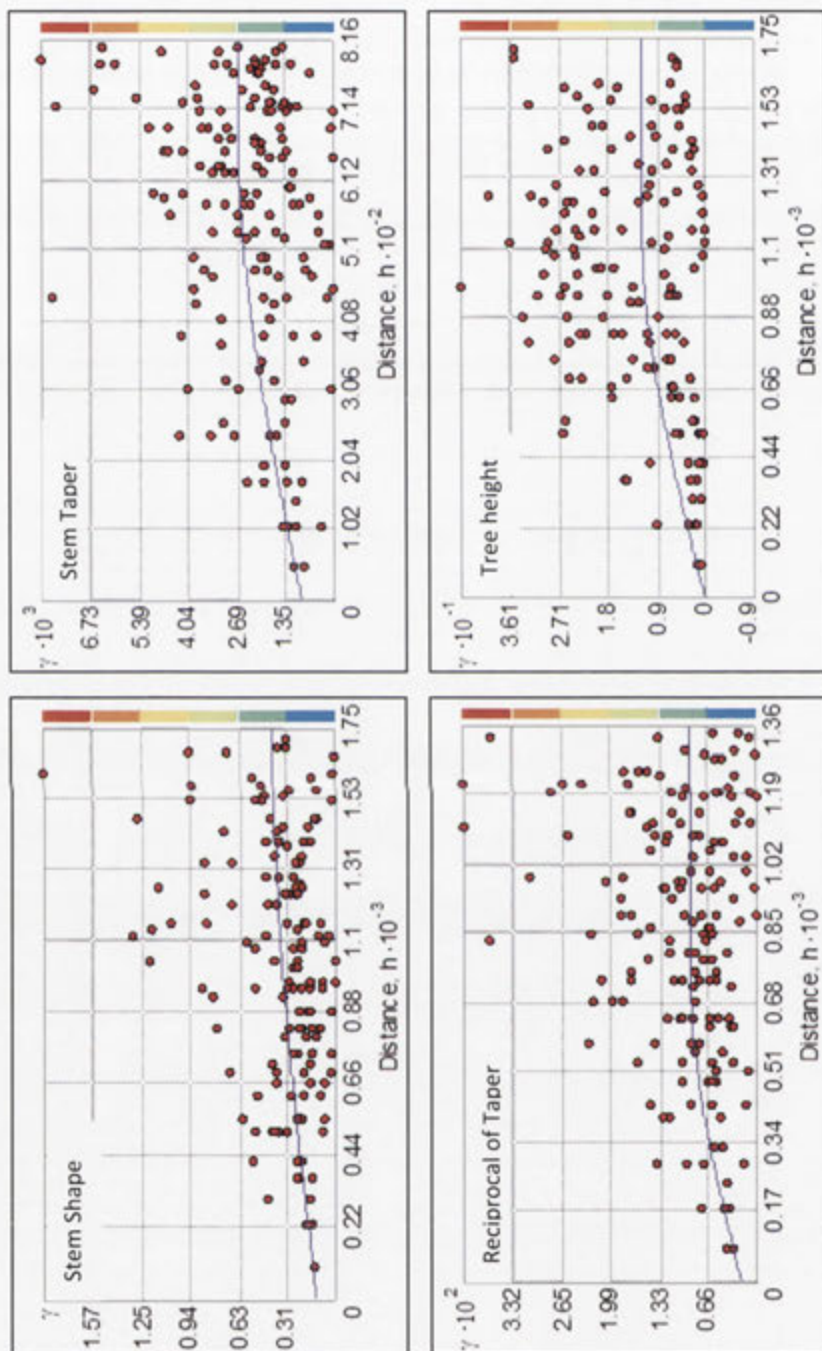 γ
1.57
1.25
0.94
0.63
0.31
Stem Shape
0 0.22 0.44 0.66 0.88 1.1 1.31 1.53 1.75
Distance, h · 10⁻³
γ · 10³
6.73
5.39
4.04
2.69
1.35
Stem Taper
0 1.02 2.04 3.06 4.08 5.1 6.12 7.14 8.16
Distance, h · 10⁻²
γ · 10²
3.32
2.65
1.99
1.33
0.66
Reciprocal of Taper
0 0.17 0.34 0.51 0.68 0.85 1.02 1.19 1.36
Distance, h · 10⁻³
γ · 10⁻¹
3.61
2.71
1.8
0.9
0
-0.9
Tree height
0 0.22 0.44 0.66 0.88 1.1 1.31 1.53 1.75
Distance, h · 10⁻³